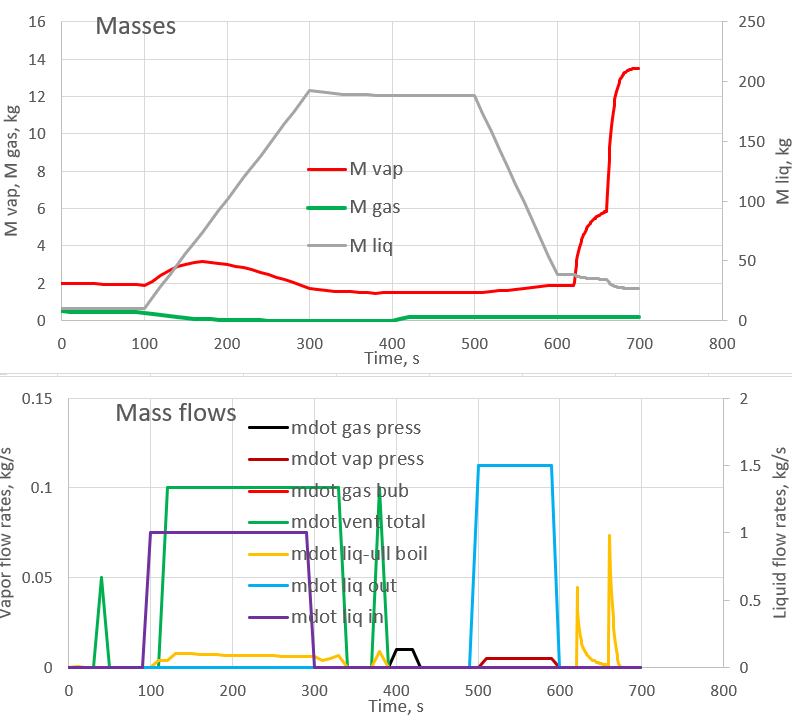 Masses
16
14
12
10
8
6
4
2
0
M vap, M gas, kg
250
200
150
100
50
0
M liq, kg
M vap
M gas
M liq
0 100 200 300 400 500 600 700 800
Time, s
Mass flows
0.15
0.1
0.05
0
Vapor flow rates, kg/s
2
1.5
1
0.5
0
Liquid flow rates, kg/s
mdot gas press
mdot vap press
mdot gas bub
mdot vent total
mdot liq-ull boil
mdot liq out
mdot liq in
0 100 200 300 400 500 600 700 800
Time, s